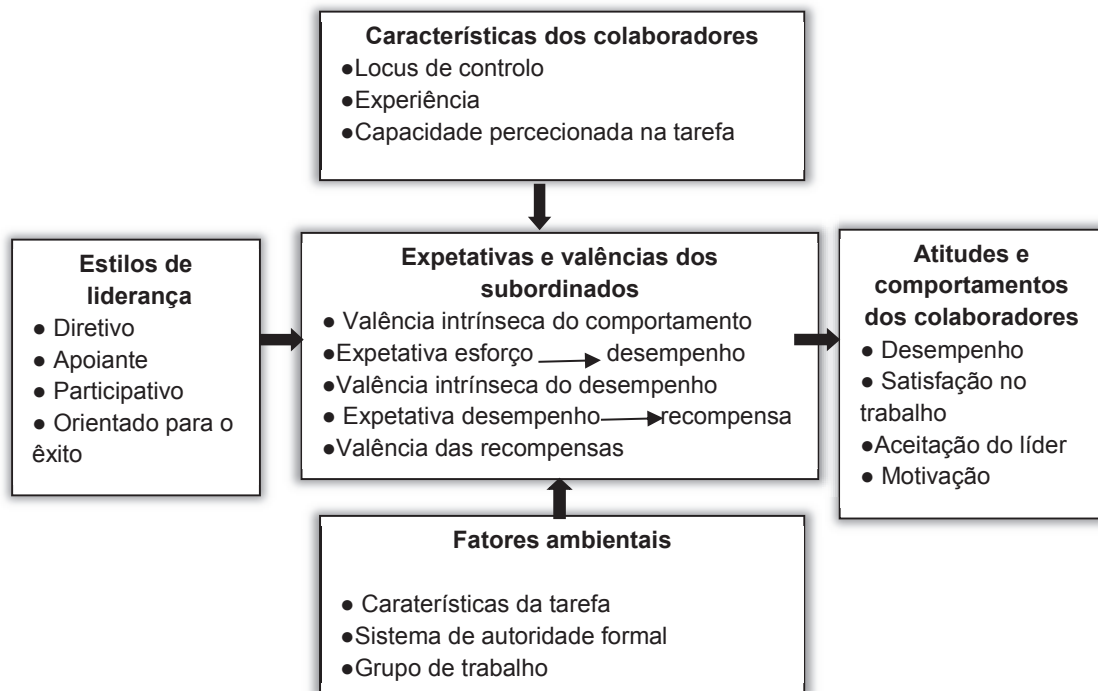 Características dos colaboradores
●Locus de controlo
●Experiência
●Capacidade percecionada na tarefa
Estilos de
liderança
● Diretivo
● Apoiante
● Participativo
● Orientado para o
êxito
Expetativas e valências dos
subordinados
● Valência intrínseca do comportamento
●Expetativa esforço desempenho
●Valência intrínseca do desempenho
● Expetativa desempenho recompensa
●Valência das recompensas
Atitudes e
comportamentos
dos colaboradores
● Desempenho
● Satisfação no
trabalho
●Aceitação do líder
● Motivação
Fatores ambientais
● Caraterísticas da tarefa
●Sistema de autoridade formal
●Grupo de trabalho